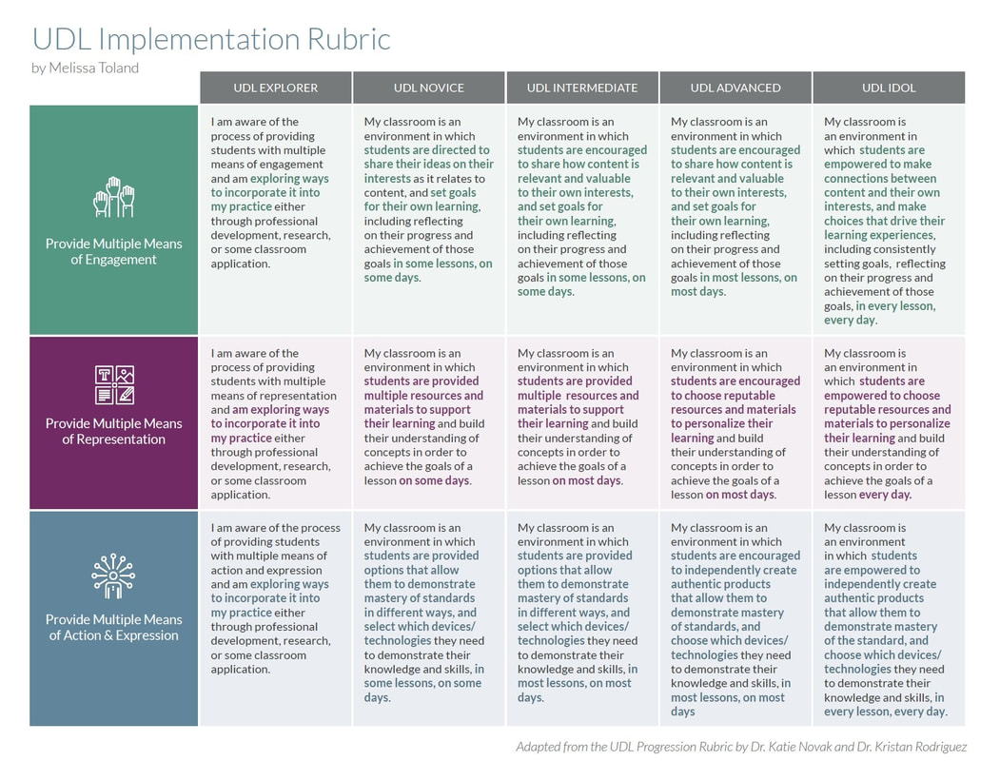 UDL Implementation Rubric
by Melissa Toland
UDL EXPLORER
UDL NOVICE
UDL INTERMEDIATE
UDL ADVANCED
UDL IDOL
Provide Multiple Means
of Engagement
I am aware of the
process of providing
students with multiple
means of engagement
and am exploring ways
to incorporate it into
my practice either
through professional
development, research,
or some classroom
application.
My classroom is an
environment in which
students are directed to
share their ideas on their
interests as it relates to
content, and set goals
for their own learning,
including reflecting
on their progress and
achievement of those
goals in some lessons, on
some days.
My classroom is an
environment in which
students are encouraged
to share how content is
relevant and valuable
to their own interests,
and set goals for
their own learning,
including reflecting
on their progress and
achievement of those
goals in some lessons, on
some days.
My classroom is an
environment in which
students are encouraged
to share how content is
relevant and valuable
to their own interests,
and set goals for
their own learning,
including reflecting
on their progress and
achievement of those
goals in most lessons, on
most days.
My classroom is
an environment in
which students are
empowered to make
connections between
content and their own
interests, and make
choices that drive their
learning experiences,
including consistently
setting goals, reflecting
on their progress and
achievement of those
goals, in every lesson,
every day.
Provide Multiple Means
of Representation
I am aware of the
process of providing
students with multiple
means of representation
and am exploring ways
to incorporate it into
my practice either
through professional
development, research,
or some classroom
application.
My classroom is an
environment in which
students are provided
multiple resources and
materials to support
their learning and build
their understanding of
concepts in order to
achieve the goals of a
lesson on some days.
My classroom is an
environment in which
students are provided
multiple resources and
materials to support
their learning and build
their understanding of
concepts in order to
achieve the goals of a
lesson on most days.
My classroom is an
environment in which
students are encouraged
to choose reputable
resources and materials
to personalize their
learning and build
their understanding of
concepts in order to
achieve the goals of a
lesson on most days.
My classroom is
an environment in
which students are
empowered to choose
reputable resources and
materials to personalize
their learning and build
their understanding of
concepts in order to
achieve the goals of a
lesson every day.
Provide Multiple Means
of Action & Expression
I am aware of the process
of providing students
with multiple means of
action and expression
and am exploring ways
to incorporate it into
my practice either
through professional
development, research,
or some classroom
application.
My classroom is an
environment in which
students are provided
options that allow
them to demonstrate
mastery of standards
in different ways, and
select which devices/
technologies they need
to demonstrate their
knowledge and skills, in
some lessons, on some
days.
My classroom is an
environment in which
students are provided
options that allow
them to demonstrate
mastery of standards
in different ways, and
select which devices/
technologies they need
to demonstrate their
knowledge and skills, in
most lessons, on most
days.
My classroom is an
environment in which
students are encouraged
to independently create
authentic products
that allow them to
demonstrate mastery
of standards, and
choose which devices/
technologies they need
to demonstrate their
knowledge and skills, in
most lessons, on most
days
My classroom is
an environment
in which students
are empowered to
independently create
authentic products
that allow them to
demonstrate mastery
of the standard, and
choose which devices/
technologies they need
to demonstrate their
knowledge and skills, in
every lesson, every day.
Adapted from the UDL Progression Rubric by Dr. Katie Novak and Dr. Kristan Rodriguez